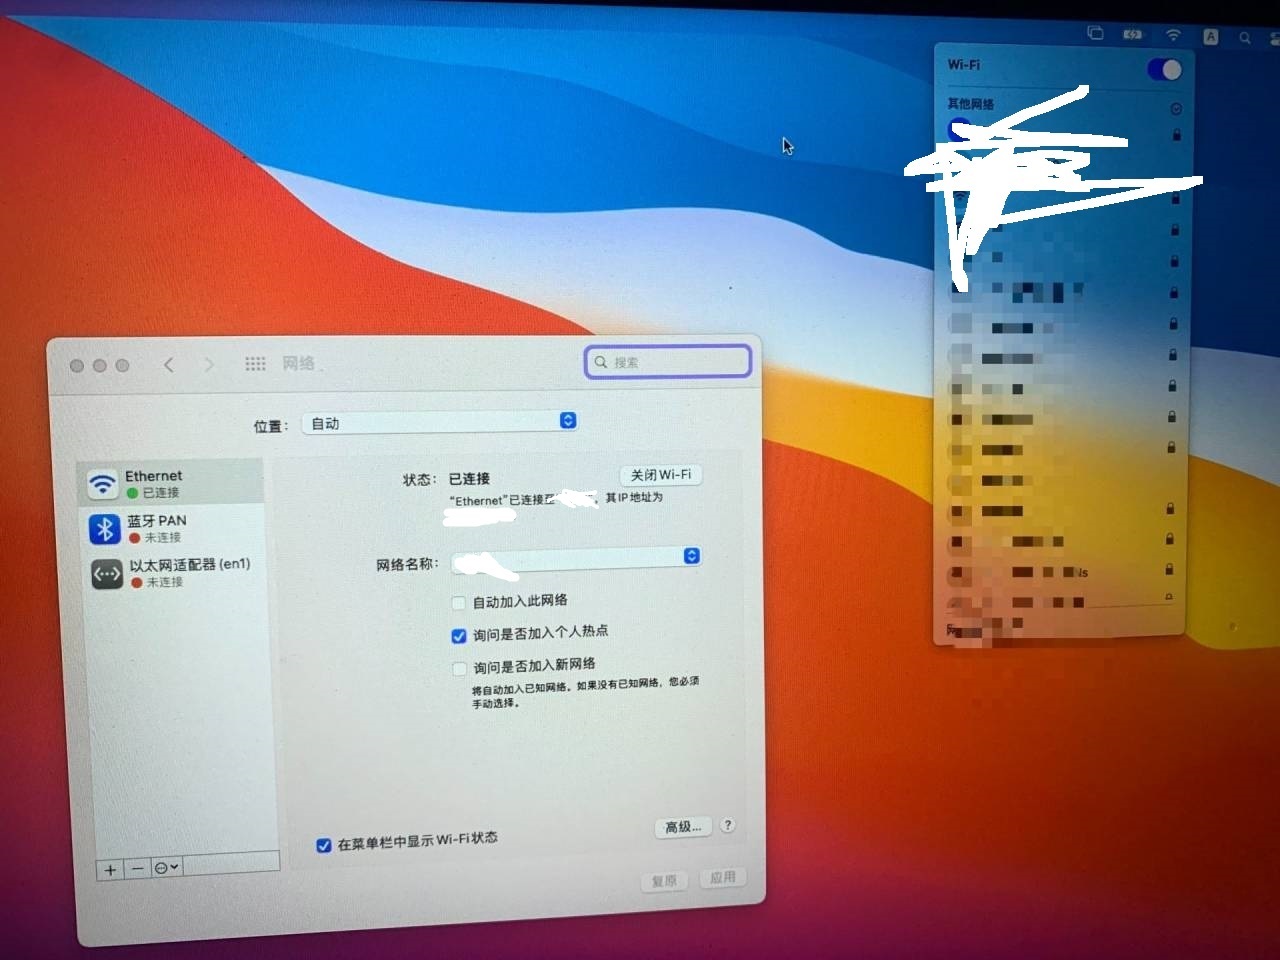 A
Wi-Fi
其他网络
网络
搜索
位置：
自动
Ethernet
已连接
蓝牙 PAN
未连接
以太网适配器 (en1)
未连接
状态：
已连接
关闭 Wi-Fi
“Ethernet”已连接至
。其 IP 地址为
网络名称：
自动加入此网络
询问是否加入个人热点
询问是否加入新网络
将自动加入已知网络。如果没有已知网络，您必须
手动选择。
在菜单栏中显示 Wi-Fi 状态
高级...
?
复原
应用